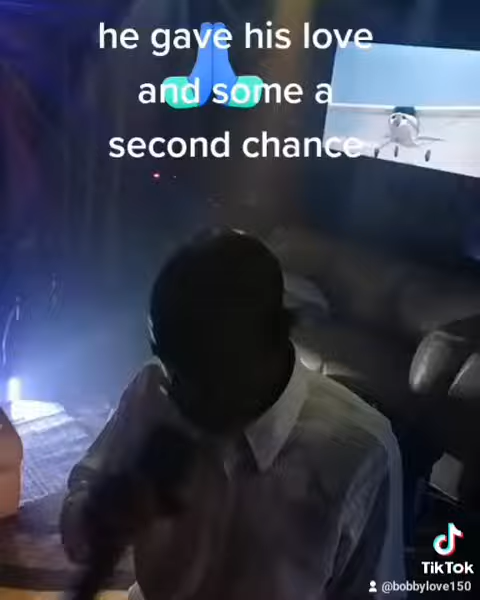 he gave his love
and some a
second chance
TikTok
@bobbylove150